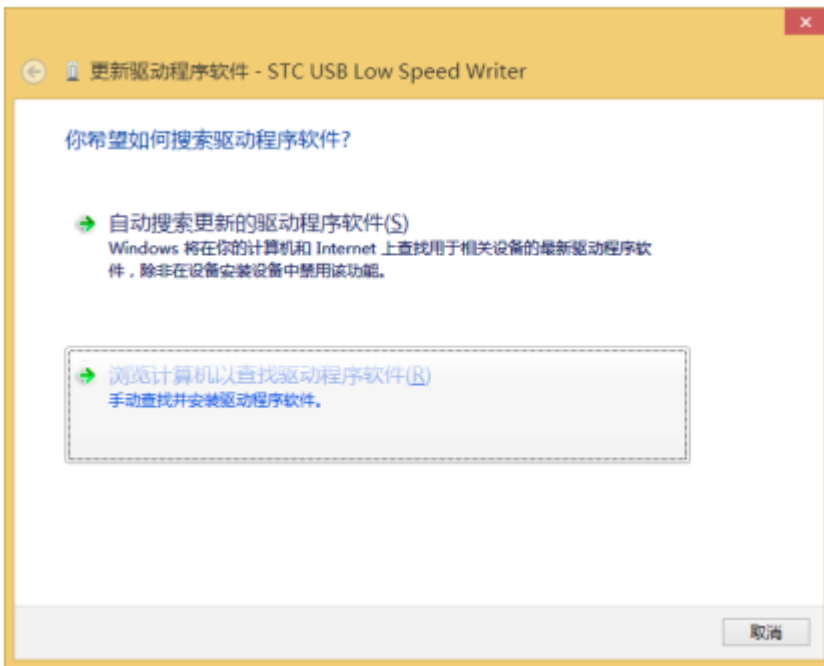 更新驱动程序软件 - STC USB Low Speed Writer
你希望如何搜索驱动程序软件?
自动搜索更新的驱动程序软件(S)
Windows 将在你的计算机和 Internet 上查找用于相关设备的最新驱动程序软
件，除非在设备安装设备中禁用该功能。
浏览计算机以查找驱动程序软件(R)
手动查找并安装驱动程序软件。
取消